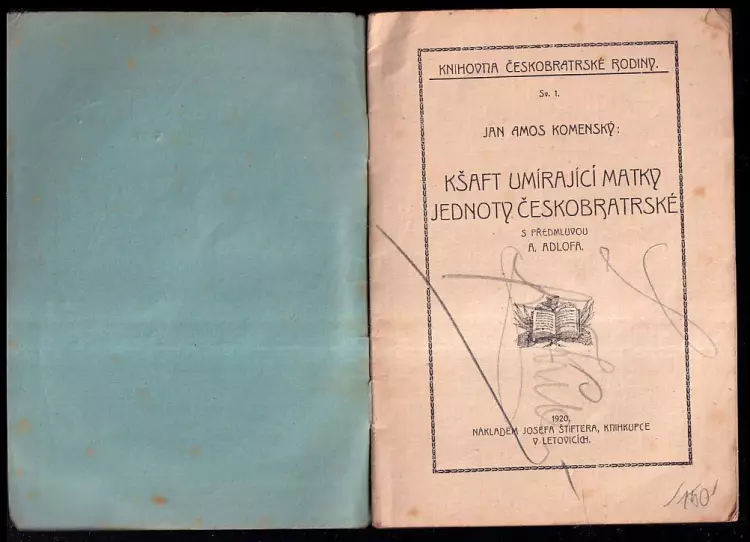 KNIHOVNA ČESKOBRATRSKÉ RODINY.
Sv. 1.
JAN AMOS KOMENSKÝ:
KŠAFT UMÍRAJÍCÍ MATKY
JEDNOTY ČESKOBRATRSKÉ
S PŘEDMLUVOU
A. ADLOFA.
1920.
NÁKLADEM JOSEFA ŠTIFTERA, KNIHKUPCE
V LETOVICÍCH.
150